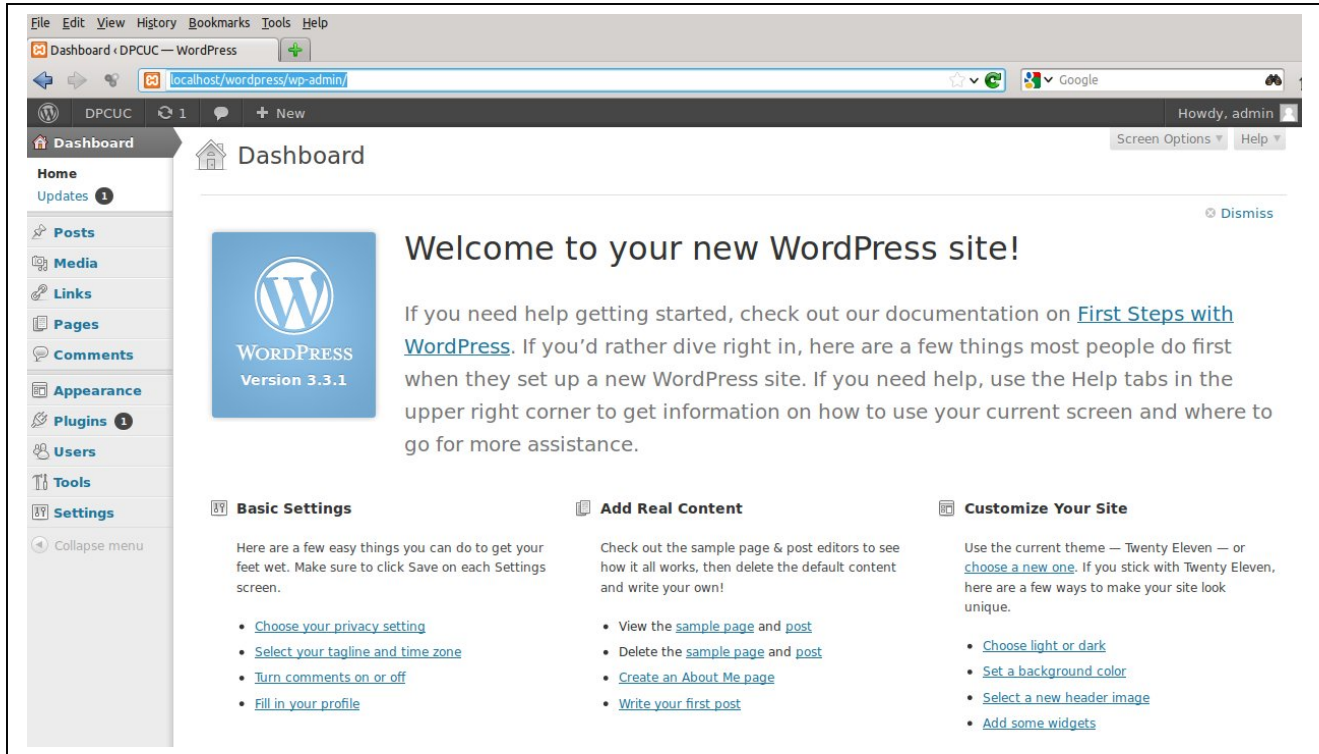 File Edit View History Bookmarks Tools Help
Dashboard ‹ DPCUC — WordPress
localhost/wordpress/wp-admin/
Google
DPCUC 1 + New
Howdy, admin
Dashboard
Home
Updates 1
Posts
Media
Links
Pages
Comments
Appearance
Plugins 1
Users
Tools
Settings
Collapse menu
Dashboard
Screen Options Help
Dismiss
WORDPRESS
Version 3.3.1
Welcome to your new WordPress site!
If you need help getting started, check out our documentation on First Steps with
WordPress. If you’d rather dive right in, here are a few things most people do first
when they set up a new WordPress site. If you need help, use the Help tabs in the
upper right corner to get information on how to use your current screen and where to
go for more assistance.
Basic Settings
Here are a few easy things you can do to get your
feet wet. Make sure to click Save on each Settings
screen.
• Choose your privacy setting
• Select your tagline and time zone
• Turn comments on or off
• Fill in your profile
Add Real Content
Check out the sample page & post editors to see
how it all works, then delete the default content
and write your own!
• View the sample page and post
• Delete the sample page and post
• Create an About Me page
• Write your first post
Customize Your Site
Use the current theme — Twenty Eleven — or
choose a new one. If you stick with Twenty Eleven,
here are a few ways to make your site look
unique.
• Choose light or dark
• Set a background color
• Select a new header image
• Add some widgets